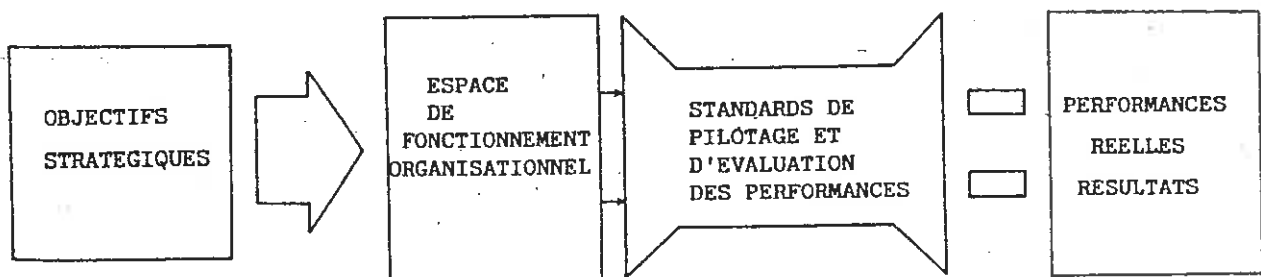 OBJECTIFS
STRATEGIQUES
ESPACE
DE
FONCTIONNEMENT
ORGANISATIONNEL
STANDARDS DE
PILOTAGE ET
D'EVALUATION
DES PERFORMANCES
PERFORMANCES
REELLES
RESULTATS